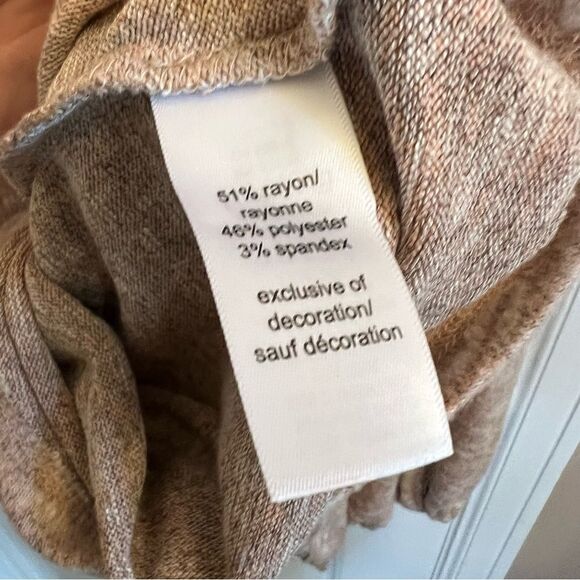 51% rayon/
rayonne
46% polyester
3% spandex
exclusive of
decoration/
sauf décoration